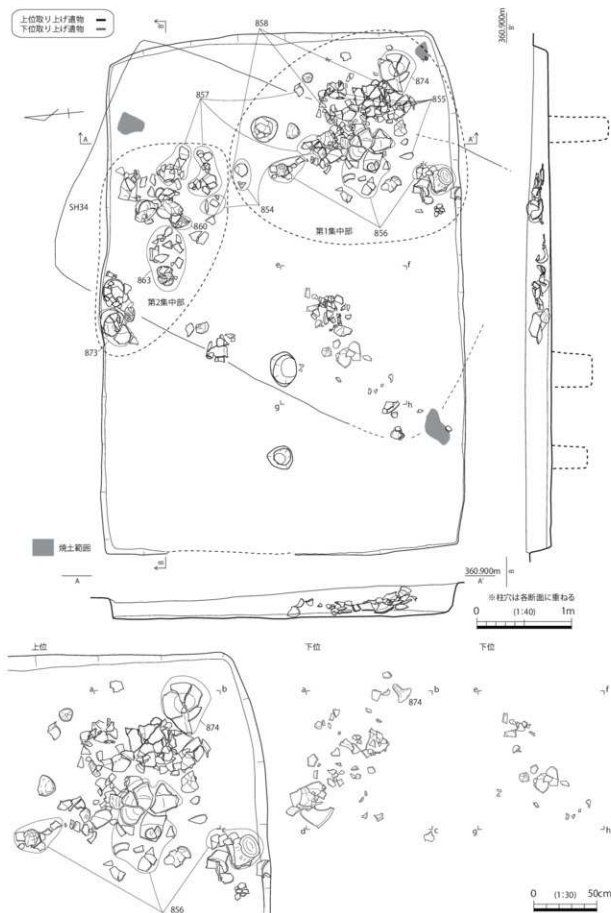 上位取り上げ遺物
下位取り上げ遺物
B
858
360.900m
B
874
857
855
A
A'
SH34
854
856
860
第1集中部
863
第2集中部
e
f
873
g
h
焼土範囲
B
A
A'
360.900m
B
※柱穴は各断面に重ねる
0
(1:40)
1m
上位
下位
下位
a
b
874
a
b
874
e
f
d
c
g
h
856
0
(1:30)
50cm